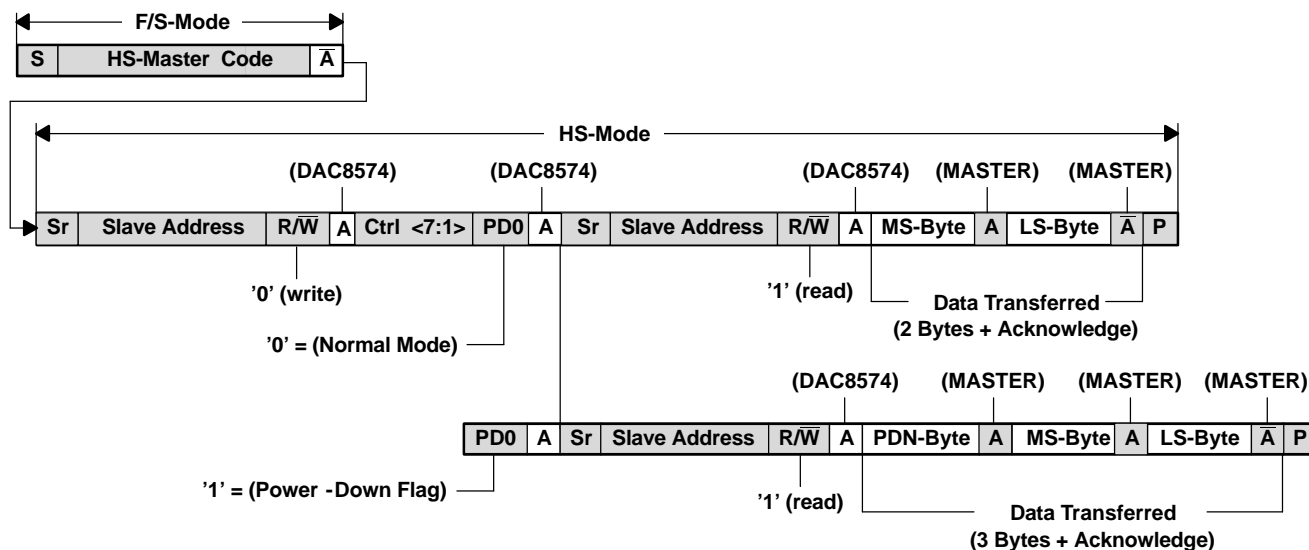 F/S-Mode
S HS-Master Code A̅
HS-Mode
(DAC8574) (DAC8574) (DAC8574) (MASTER) (MASTER)
Sr Slave Address R/W̅ A Ctrl <7:1> PD0 A Sr Slave Address R/W̅ A MS-Byte A LS-Byte A̅ P
'0' (write) '1' (read) Data Transferred
(2 Bytes + Acknowledge)
'0' = (Normal Mode)
(DAC8574) (MASTER) (MASTER) (MASTER)
PD0 A Sr Slave Address R/W̅ A PDN-Byte A MS-Byte A LS-Byte A̅ P
'1' = (Power -Down Flag) '1' (read) Data Transferred
(3 Bytes + Acknowledge)